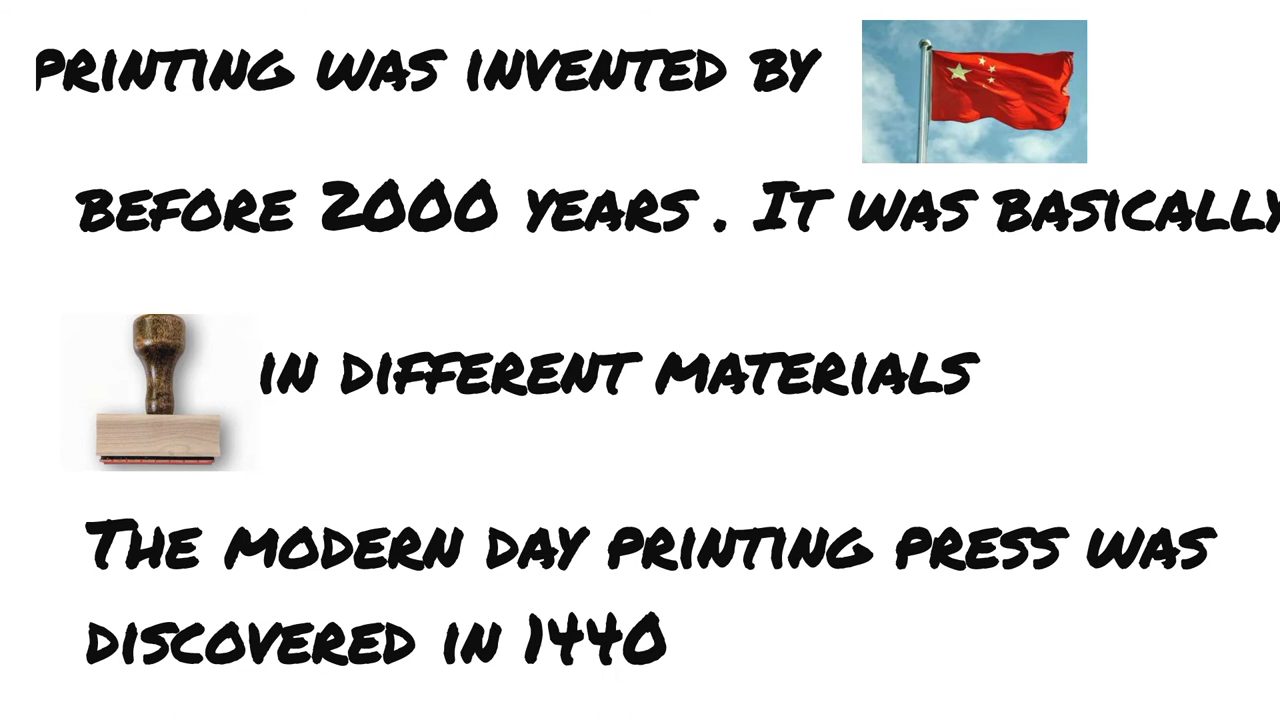 PRINTING WAS INVENTED BY
BEFORE 2000 YEARS . IT WAS BASICALLY
IN DIFFERENT MATERIALS
THE MODERN DAY PRINTING PRESS WAS
DISCOVERED IN 1440